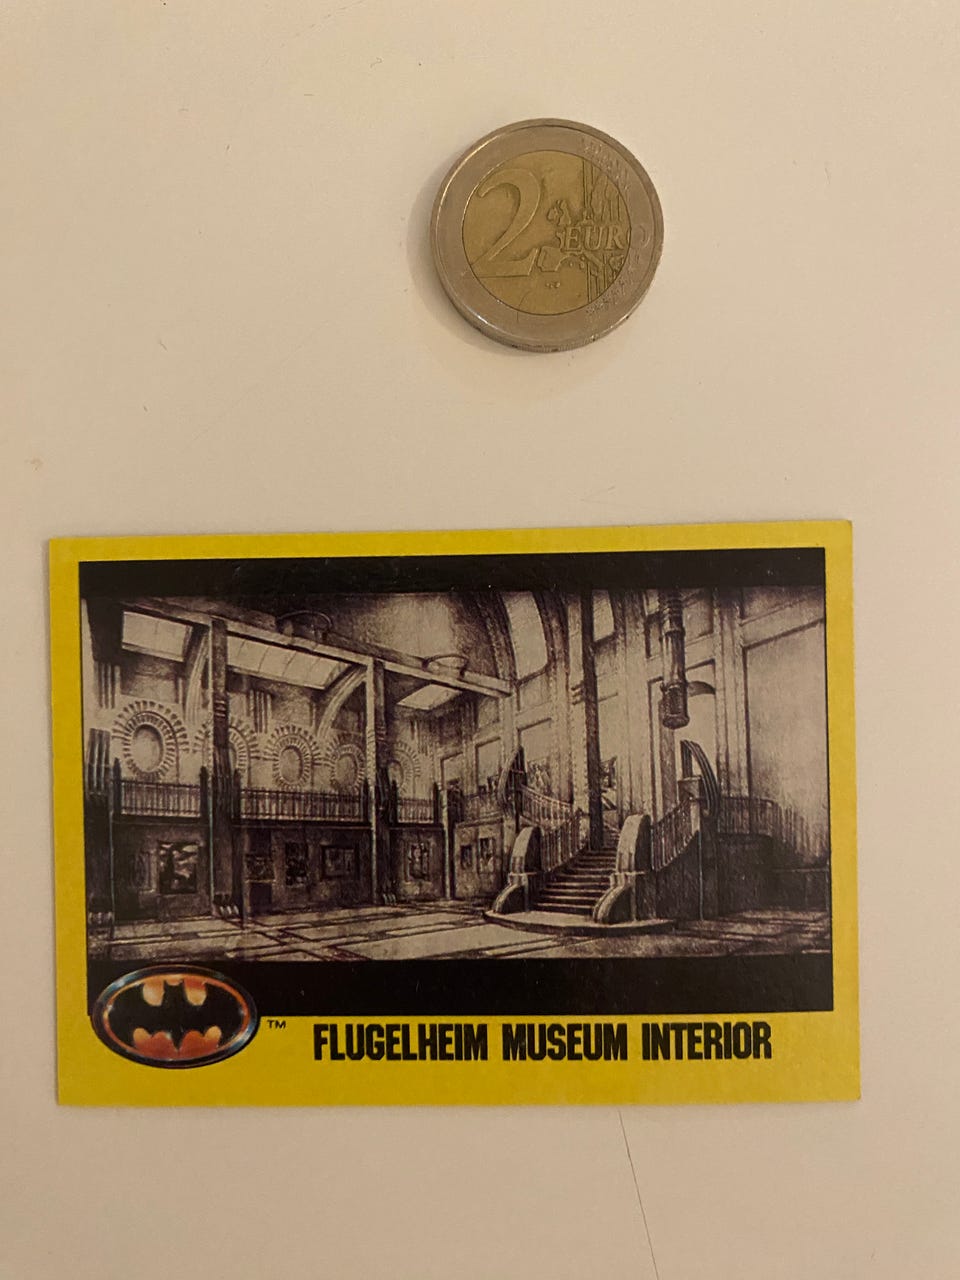 2 EURO
™
FLUGELHEIM MUSEUM INTERIOR